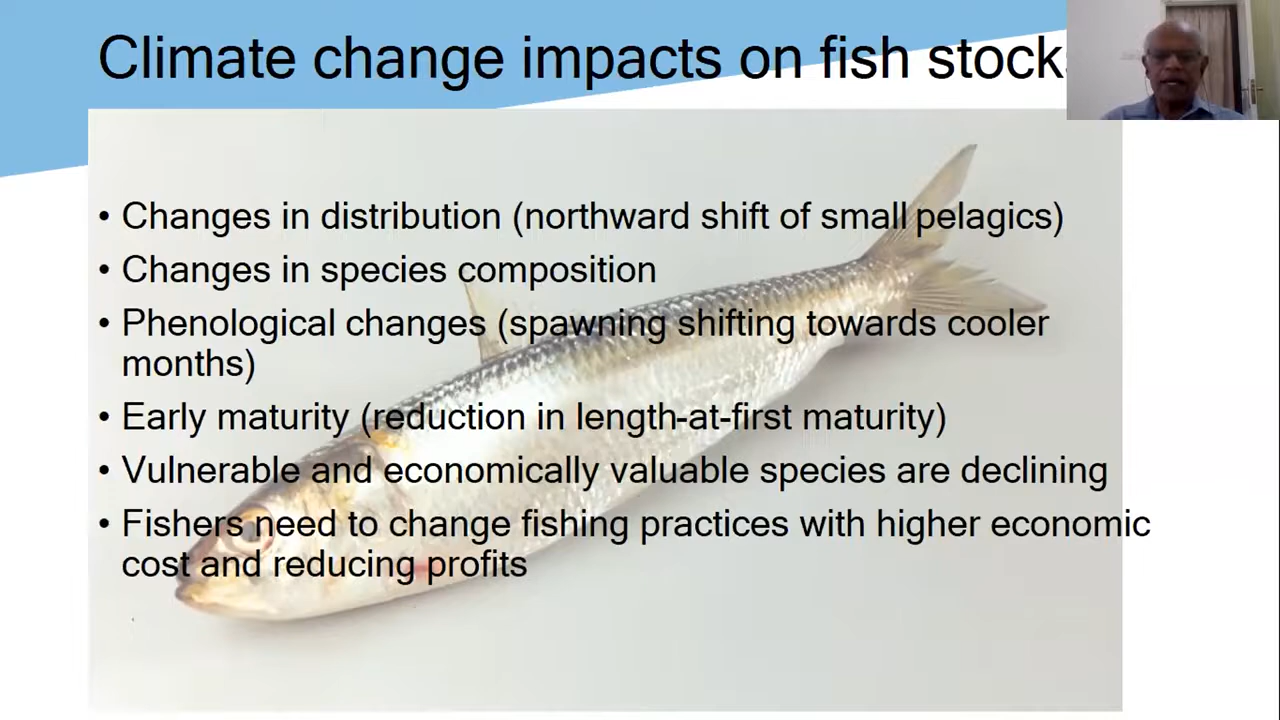 Climate change impacts on fish stock
• Changes in distribution (northward shift of small pelagics)
• Changes in species composition
• Phenological changes (spawning shifting towards cooler
months)
• Early maturity (reduction in length-at-first maturity)
• Vulnerable and economically valuable species are declining
• Fishers need to change fishing practices with higher economic
cost and reducing profits